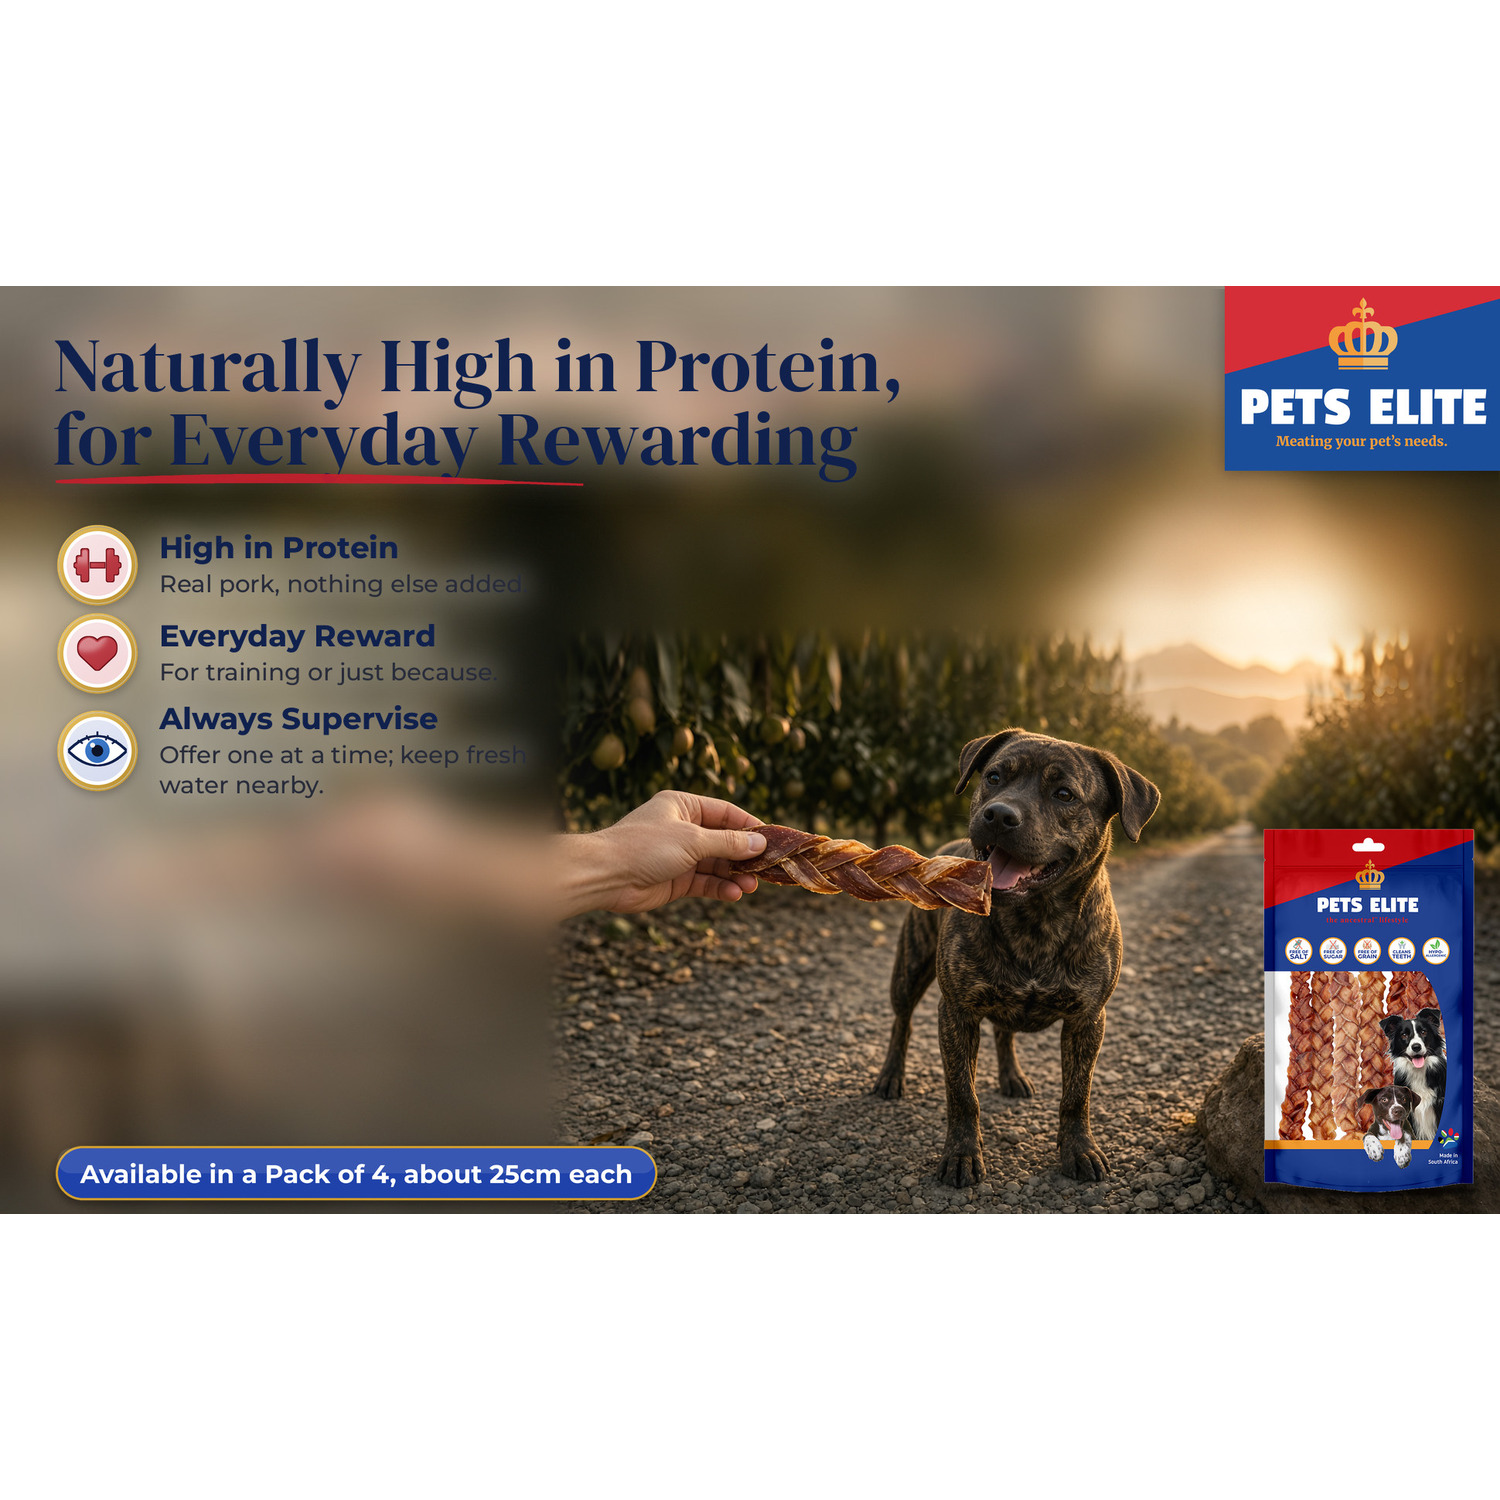 Naturally High in Protein,
for Everyday Rewarding
PETS ELITE
Meating your pet's needs.
High in Protein
Real pork, nothing else added
Everyday Reward
For training or just because.
Always Supervise
Offer one at a time; keep fresh
water nearby.
Available in a Pack of 4, about 25cm each
PETS ELITE
FREE OF
SALT
FREE OF
SUGAR
FREE OF
GRAIN
CLEANS
TEETH
HYPO-
Made in
South Africa